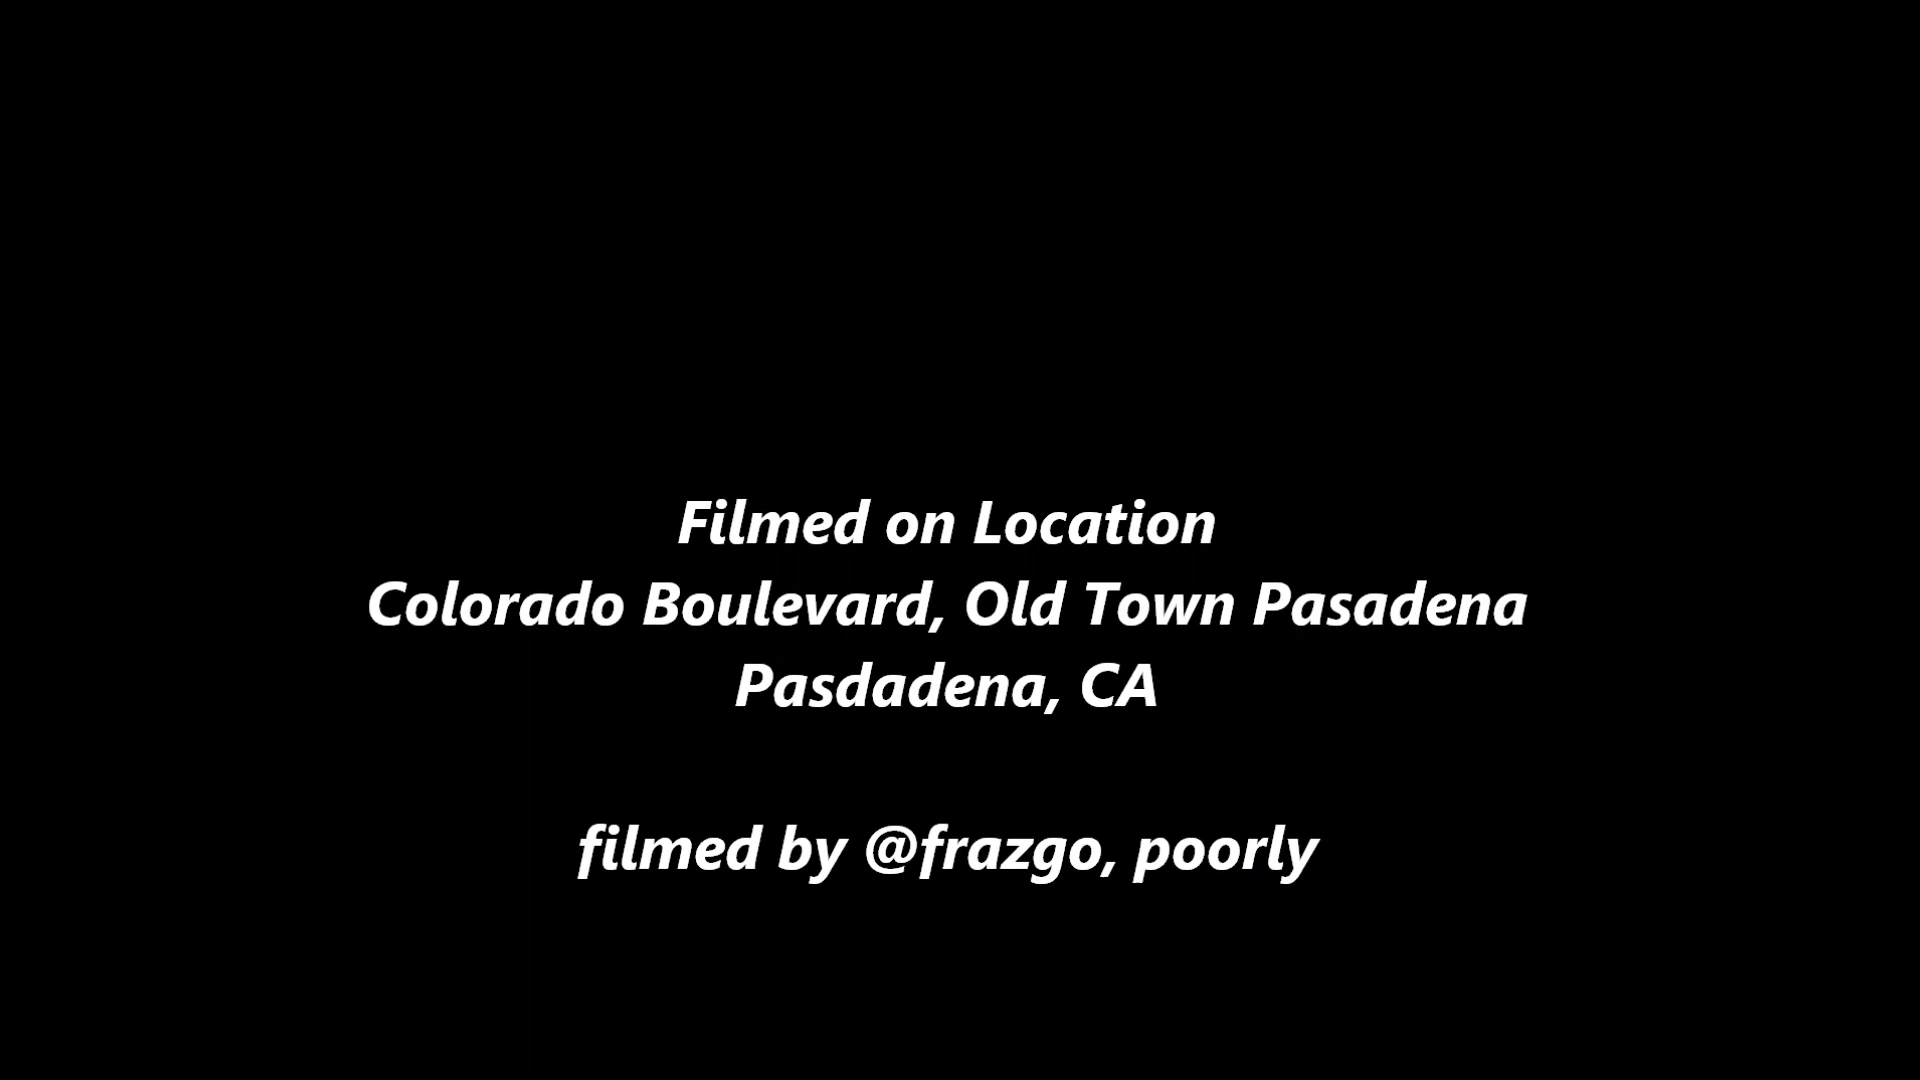 Filmed on Location
Colorado Boulevard, Old Town Pasadena
Pasdadena, CA
filmed by @frazgo, poorly